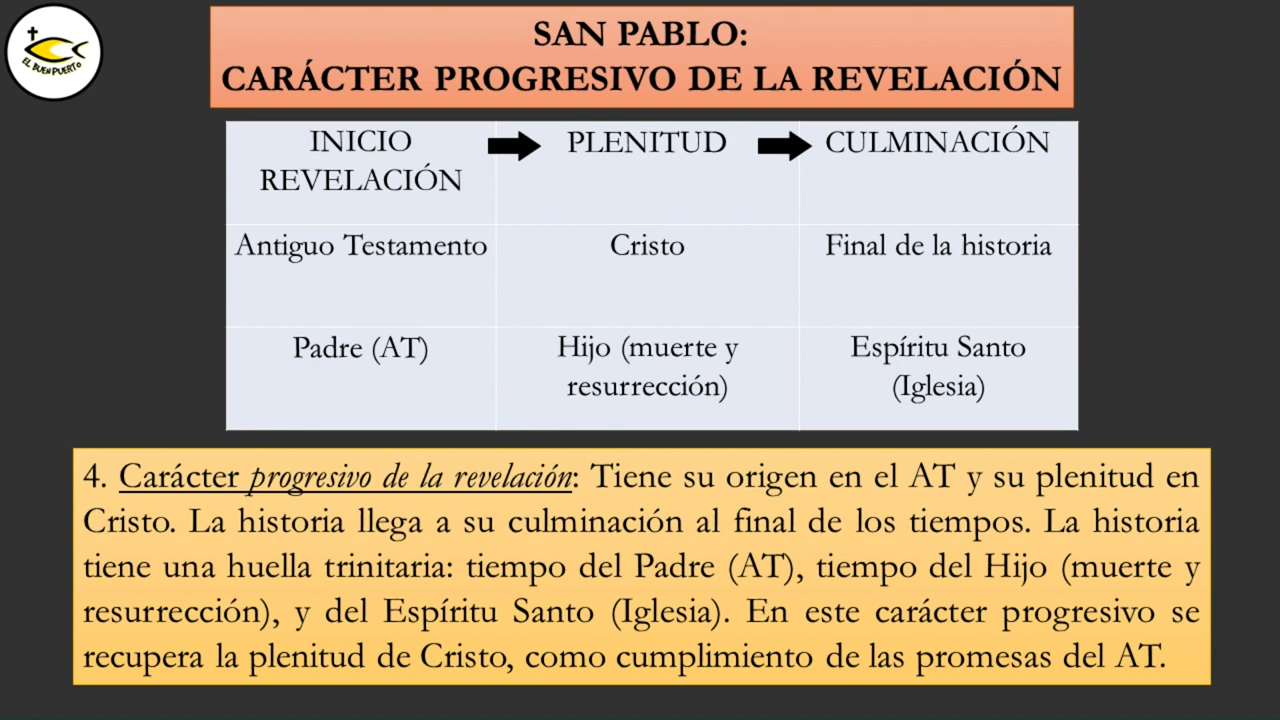 EL BUEN PUERTO
SAN PABLO:
CARÁCTER PROGRESIVO DE LA REVELACIÓN
INICIO REVELACIÓN
PLENITUD
CULMINACIÓN
Antiguo Testamento
Cristo
Final de la historia
Padre (AT)
Hijo (muerte y
resurrección)
Espíritu Santo
(Iglesia)
4. Carácter progresivo de la revelación: Tiene su origen en el AT y su plenitud en
Cristo. La historia llega a su culminación al final de los tiempos. La historia
tiene una huella trinitaria: tiempo del Padre (AT), tiempo del Hijo (muerte y
resurrección), y del Espíritu Santo (Iglesia). En este carácter progresivo se
recupera la plenitud de Cristo, como cumplimiento de las promesas del AT.